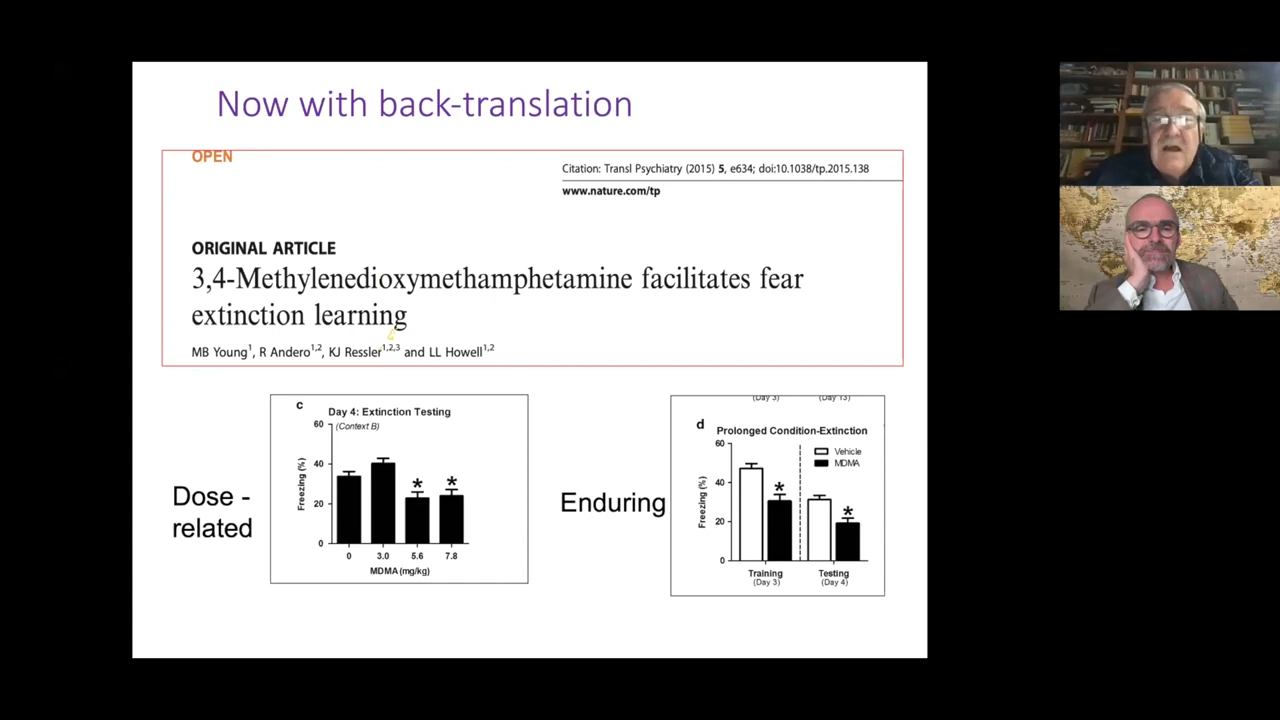 Now with back-translation
OPEN
Citation: Transl Psychiatry (2015) 5, e634; doi:10.1038/tp.2015.138
www.nature.com/tp
ORIGINAL ARTICLE
3,4-Methylenedioxymethamphetamine facilitates fear
extinction learning
MB Young1, R Andero1,2, KJ Ressler1,2,3 and LL Howell1,2
Dose -
related
c
Day 4: Extinction Testing
(Context B)
Freezing (%)
60
40
20
0
* *
0 3.0 5.6 7.8
MDMA (mg/kg)
Enduring
(Day 3) (Day 13)
d
Prolonged Condition-Extinction
Vehicle
MDMA
Freezing (%)
60
40
20
0
* *
Training Testing
(Day 3) (Day 4)